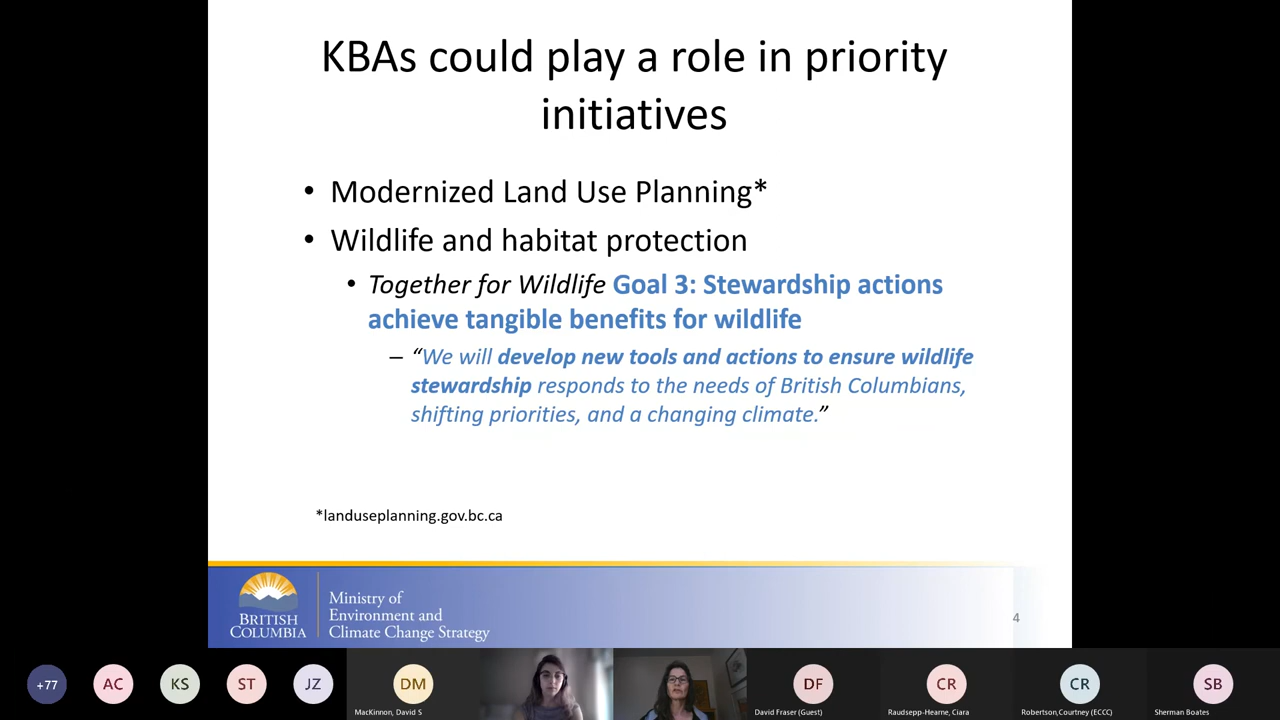 KBAs could play a role in priority
initiatives
• Modernized Land Use Planning*
• Wildlife and habitat protection
• Together for Wildlife Goal 3: Stewardship actions
achieve tangible benefits for wildlife
– “We will develop new tools and actions to ensure wildlife
stewardship responds to the needs of British Columbians,
shifting priorities, and a changing climate.”
*landuseplanning.gov.bc.ca
BRITISH
COLUMBIA
Ministry of
Environment and
Climate Change Strategy
4
+77
AC
KS
ST
JZ
DM
MacKinnon, David S
DF
David Fraser (Guest)
CR
Raudsepp-Hearne, Ciara
CR
Robertson,Courtney (ECCC)
SB
Sherman Boates